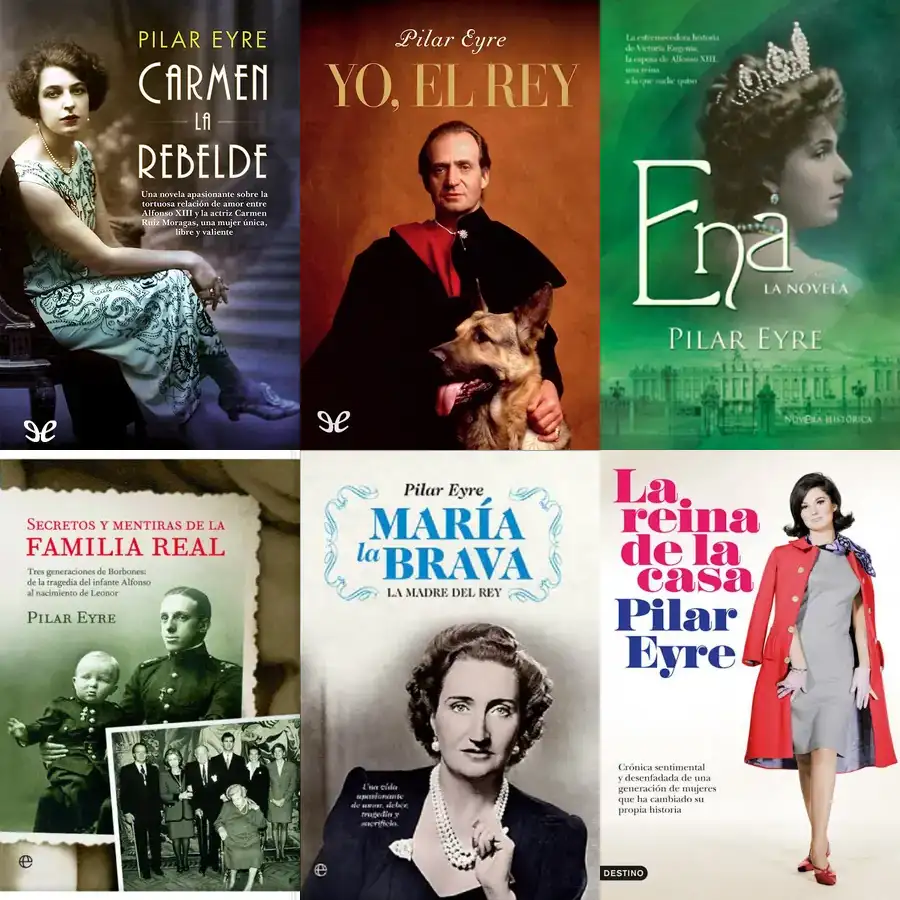 PILAR EYRE
CARMEN
LA
REBELDE
Una novela apasionante sobre la
tortuosa relación de amor entre
Alfonso XIII y la actriz Carmen
Ruiz Moragas, una mujer única,
libre y valiente
Pilar Eyre
YO, EL REY
La estremecedora historia
de Victoria Eugenia,
la esposa de Alfonso XIII,
una reina
a la que nadie quiso
Ena
LA NOVELA
PILAR EYRE
NOVELA HISTÓRICA
SECRETOS Y MENTIRAS DE LA
FAMILIA REAL
Tres generaciones de Borbones:
de la tragedia del infante Alfonso
al nacimiento de Leonor
PILAR EYRE
Pilar Eyre
MARÍA
la BRAVA
LA MADRE DEL REY
Una vida
apasionante
de amor, deber,
tragedia y
sacrificio.
La
reina
de la
casa
Pilar
Eyre
Crónica sentimental
y desenfadada de una
generación de mujeres
que ha cambiado su
propia historia
DESTINO